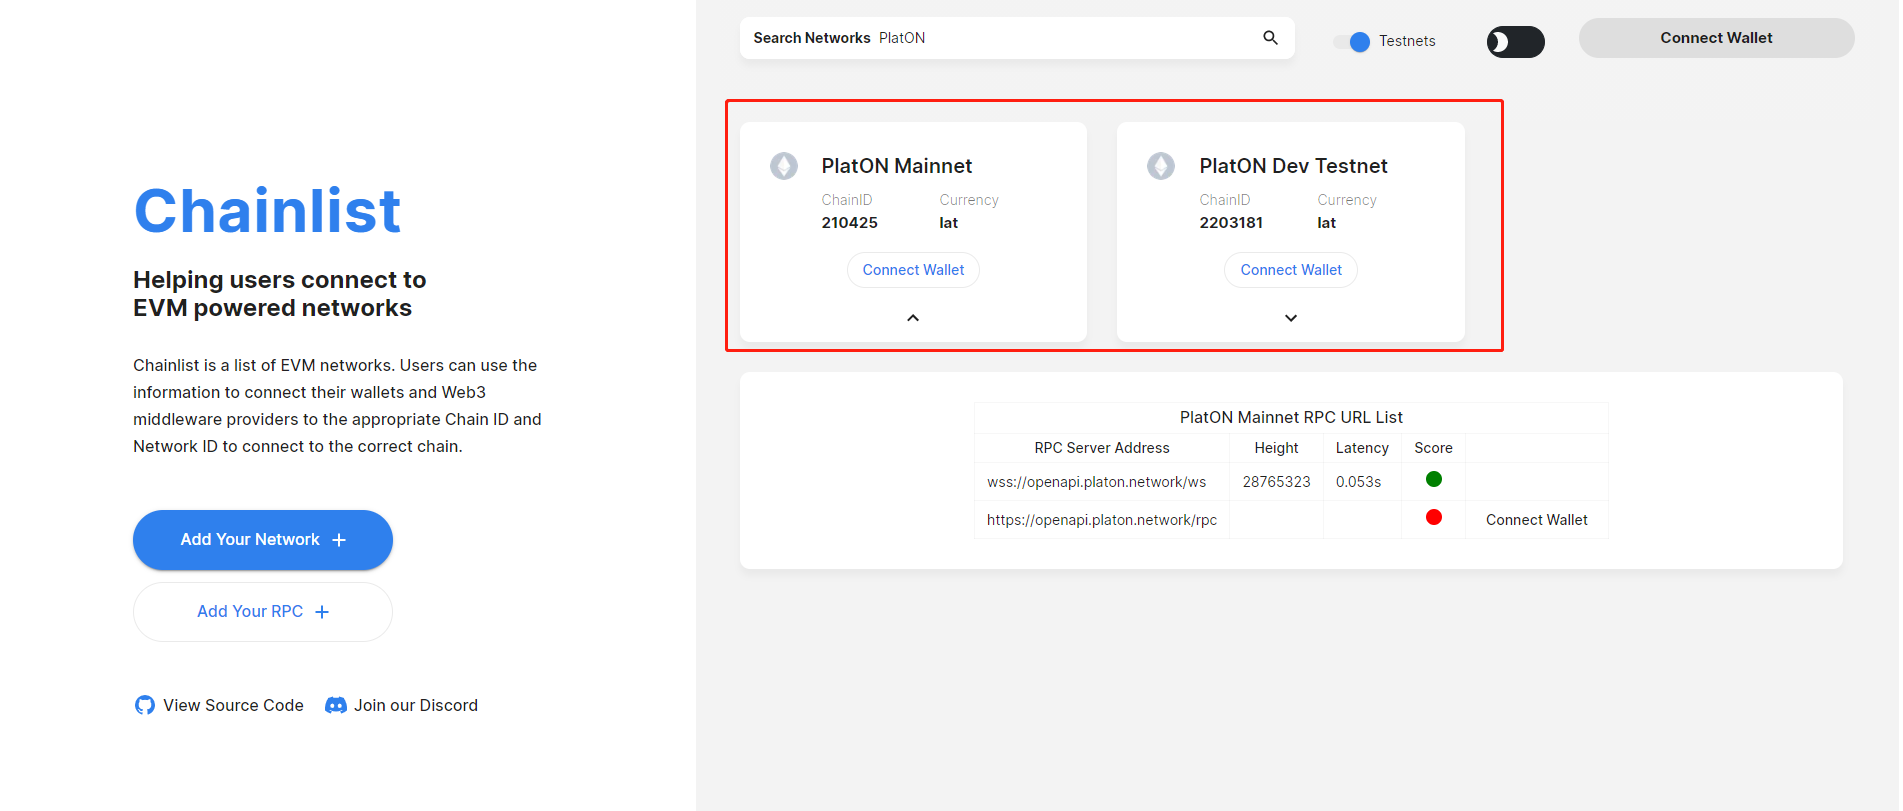 Chainlist
Helping users connect to
EVM powered networks
Chainlist is a list of EVM networks. Users can use the
information to connect their wallets and Web3
middleware providers to the appropriate Chain ID and
Network ID to connect to the correct chain.
Add Your Network
Add Your RPC
View Source Code Join our Discord
Search Networks PlatON
Testnets
Connect Wallet
PlatON Mainnet
ChainID Currency
210425 lat
Connect Wallet
PlatON Dev Testnet
ChainID Currency
2203181 lat
Connect Wallet
PlatON Mainnet RPC URL List
RPC Server Address Height Latency Score
wss://openapi.platon.network/ws 28765323 0.053s
https://openapi.platon.network/rpc Connect Wallet